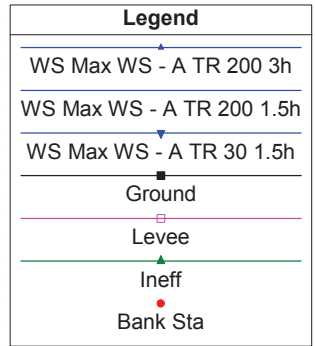 Legend
WS Max WS - A TR 200 3h
WS Max WS - A TR 200 1.5h
WS Max WS - A TR 30 1.5h
Ground
Levee
Ineff
Bank Sta